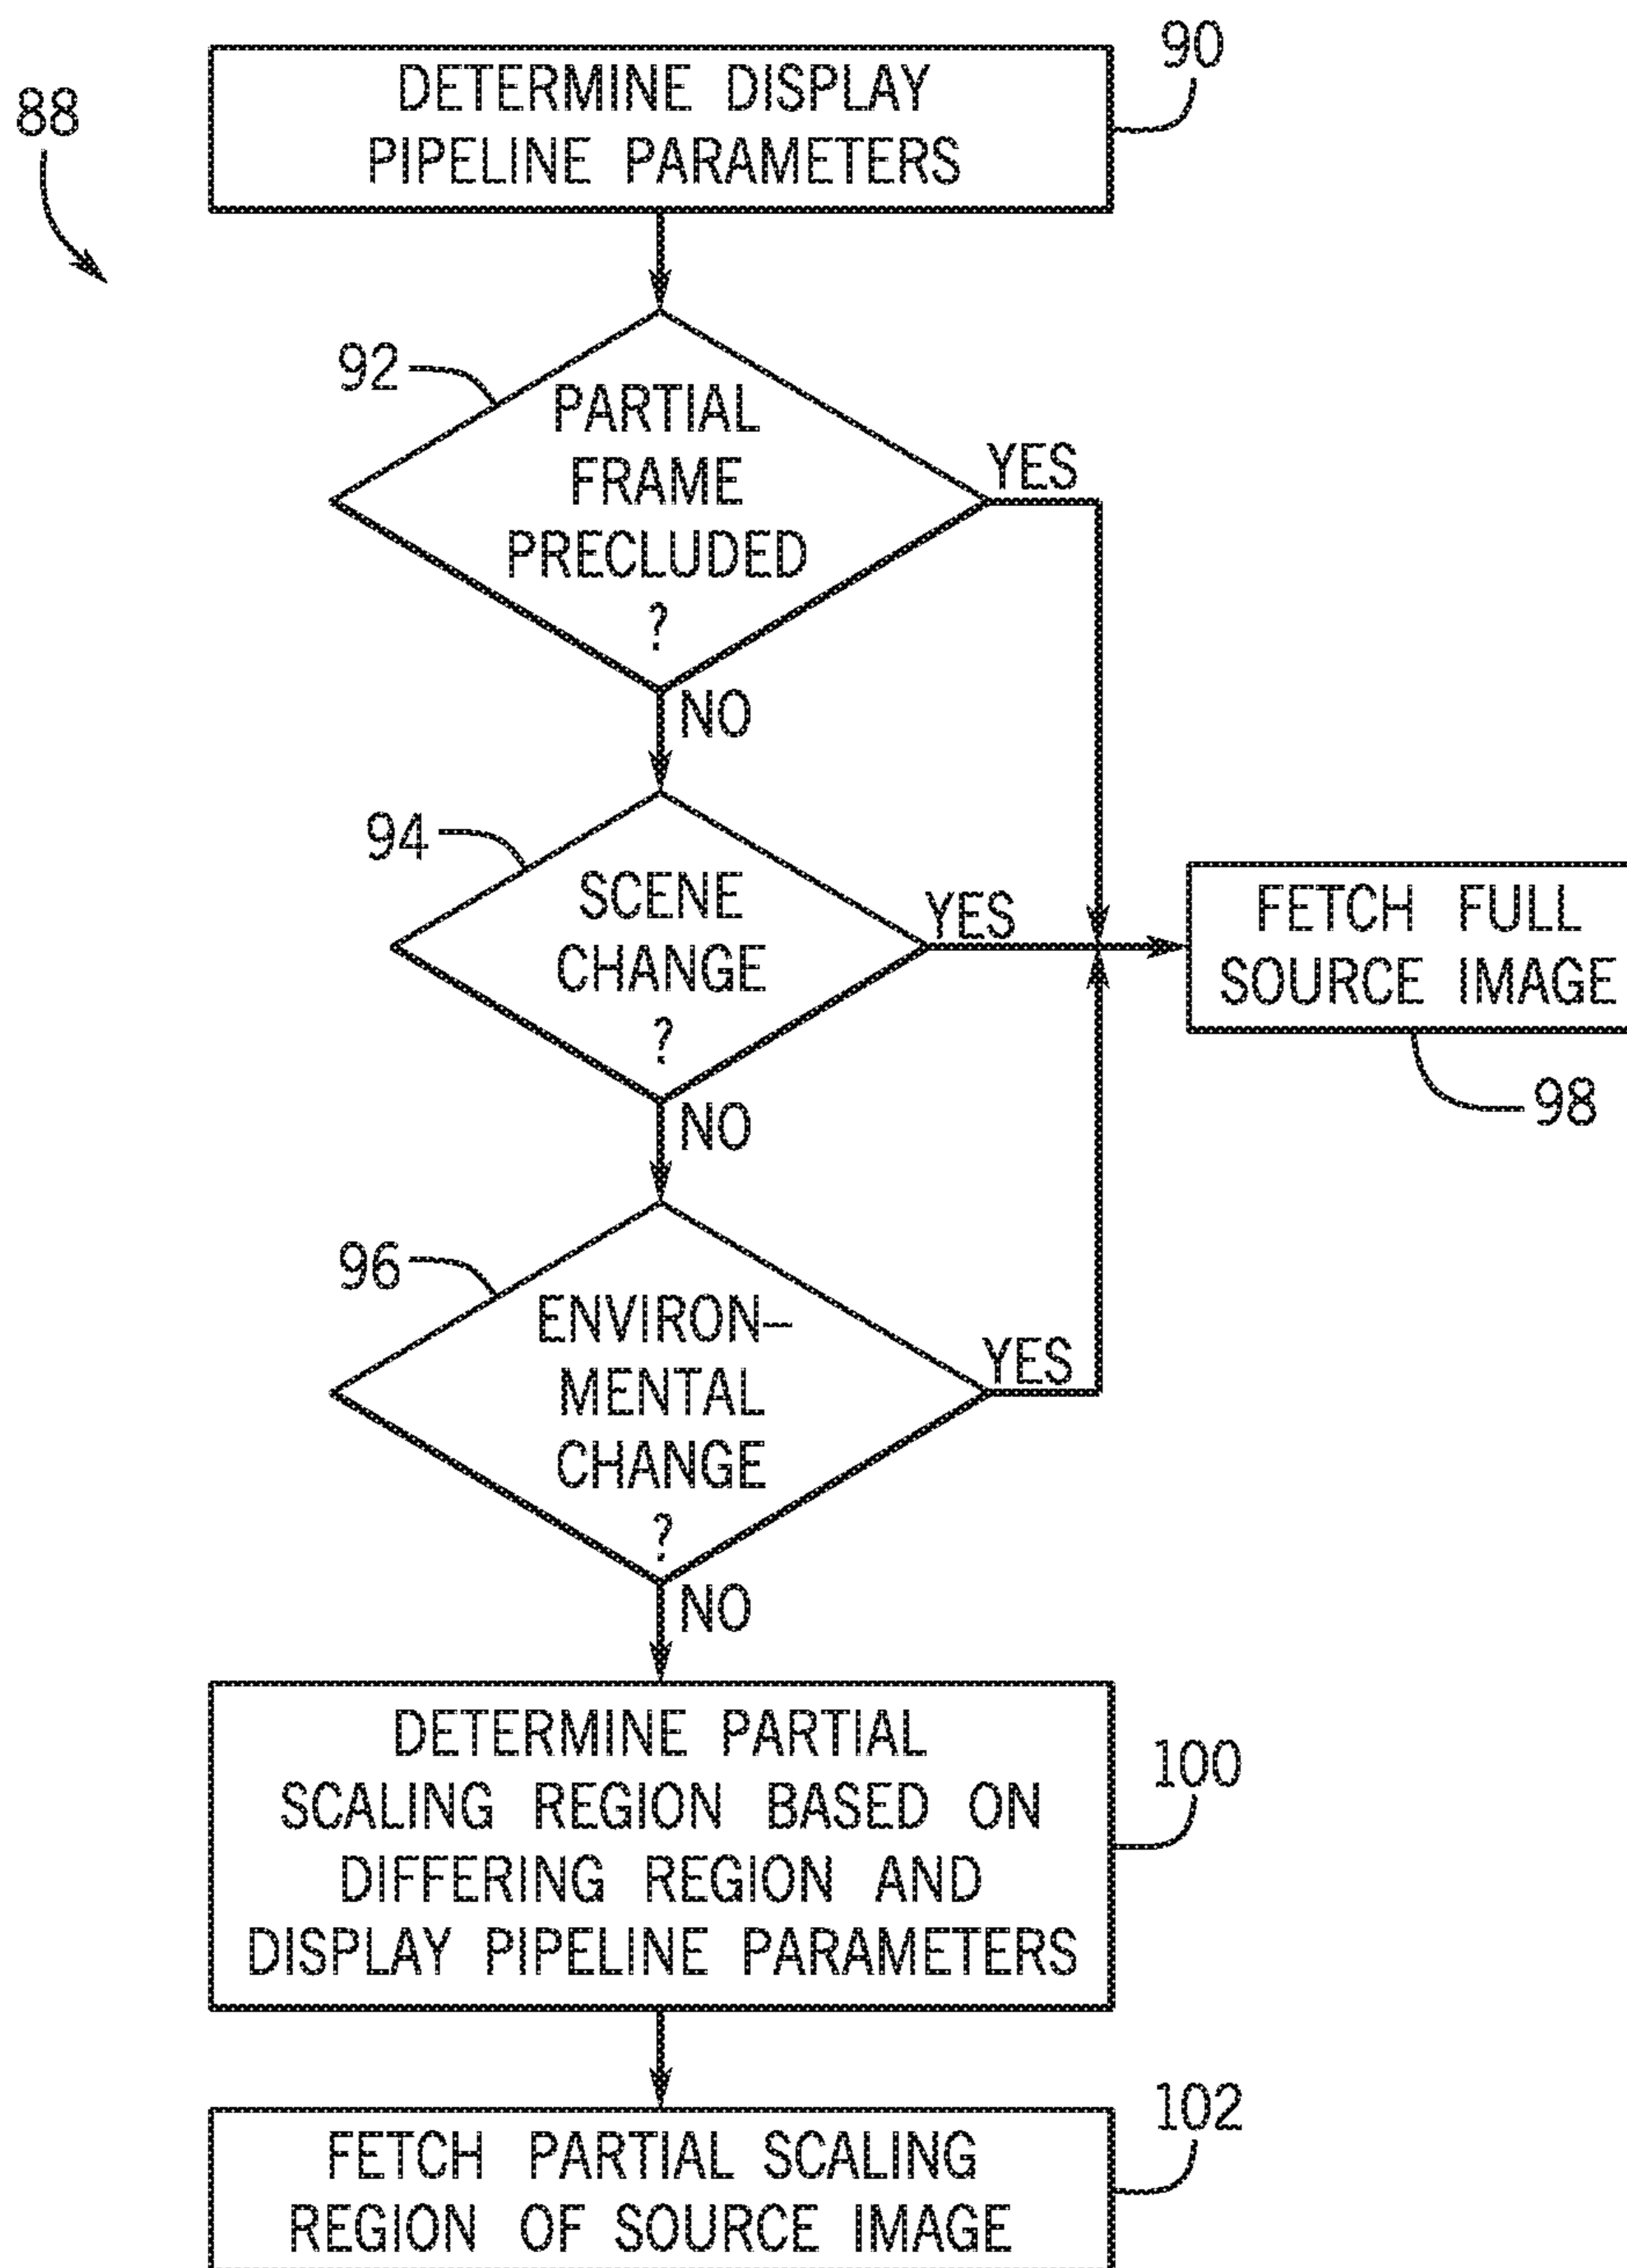 88
90
DETERMINE DISPLAY
PIPELINE PARAMETERS
92
PARTIAL
FRAME
PRECLUDED
?
YES
NO
94
SCENE
CHANGE
?
YES
NO
FETCH FULL
SOURCE IMAGE
98
96
ENVIRON–
MENTAL
CHANGE
?
YES
NO
DETERMINE PARTIAL
SCALING REGION BASED ON
DIFFERING REGION AND
DISPLAY PIPELINE PARAMETERS
100
FETCH PARTIAL SCALING
REGION OF SOURCE IMAGE
102